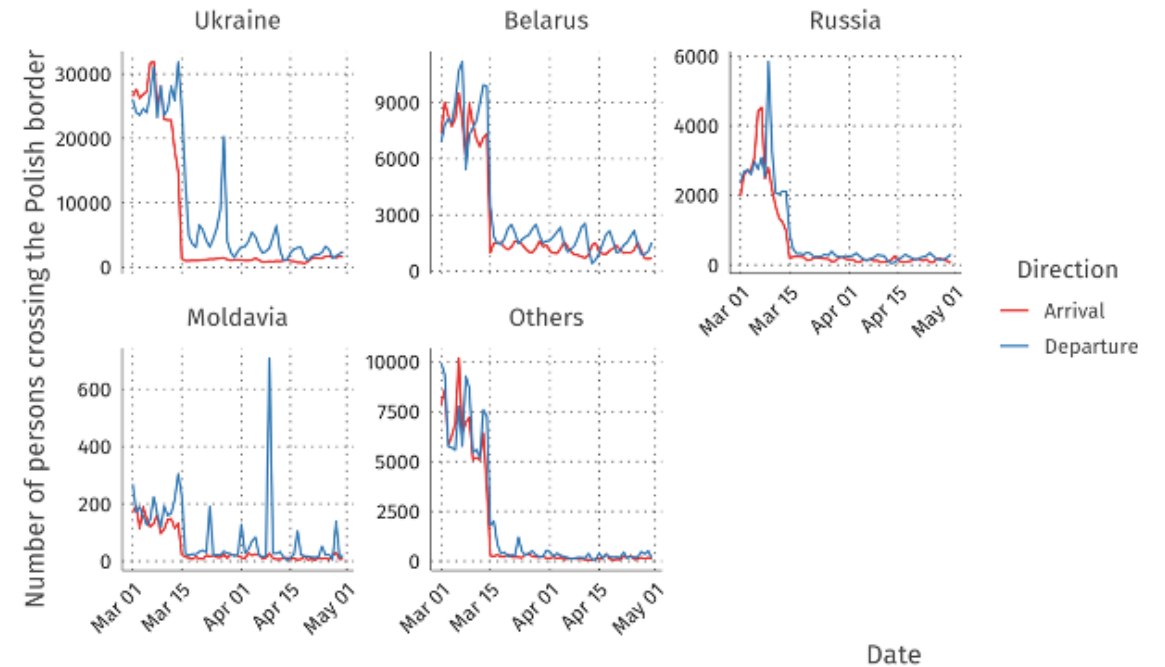 Number of persons crossing the Polish border
Ukraine
30000
20000
10000
0
Belarus
9000
6000
3000
0
Russia
6000
4000
2000
0
Mar 01
Mar 15
Apr 01
Apr 15
May 01
Direction
Arrival
Departure
Moldavia
600
400
200
0
Mar 01
Mar 15
Apr 01
Apr 15
May 01
Others
10000
7500
5000
2500
0
Mar 01
Mar 15
Apr 01
Apr 15
May 01
Date